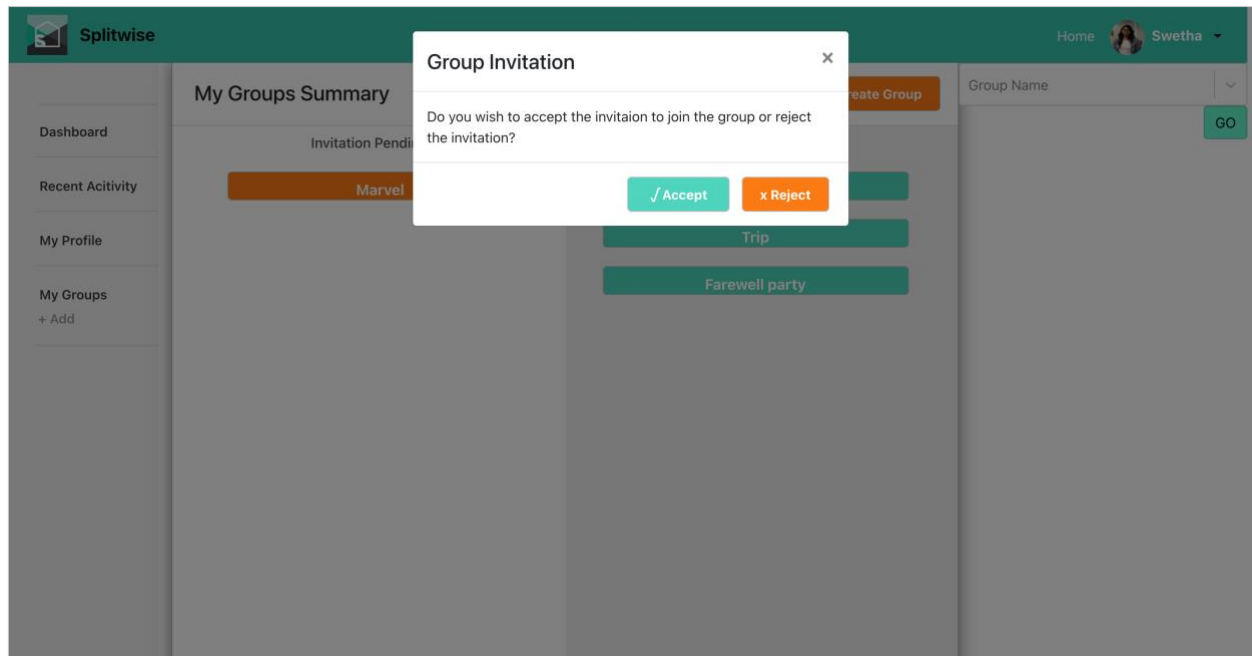 Splitwise
Home
Swetha
Group Invitation
×
My Groups Summary
eate Group
Group Name
Do you wish to accept the invitaion to join the group or reject
the invitation?
GO
Dashboard
Invitation Pendi
Recent Acitivity
Marvel
√ Accept
x Reject
My Profile
Trip
My Groups
Farewell party
+ Add